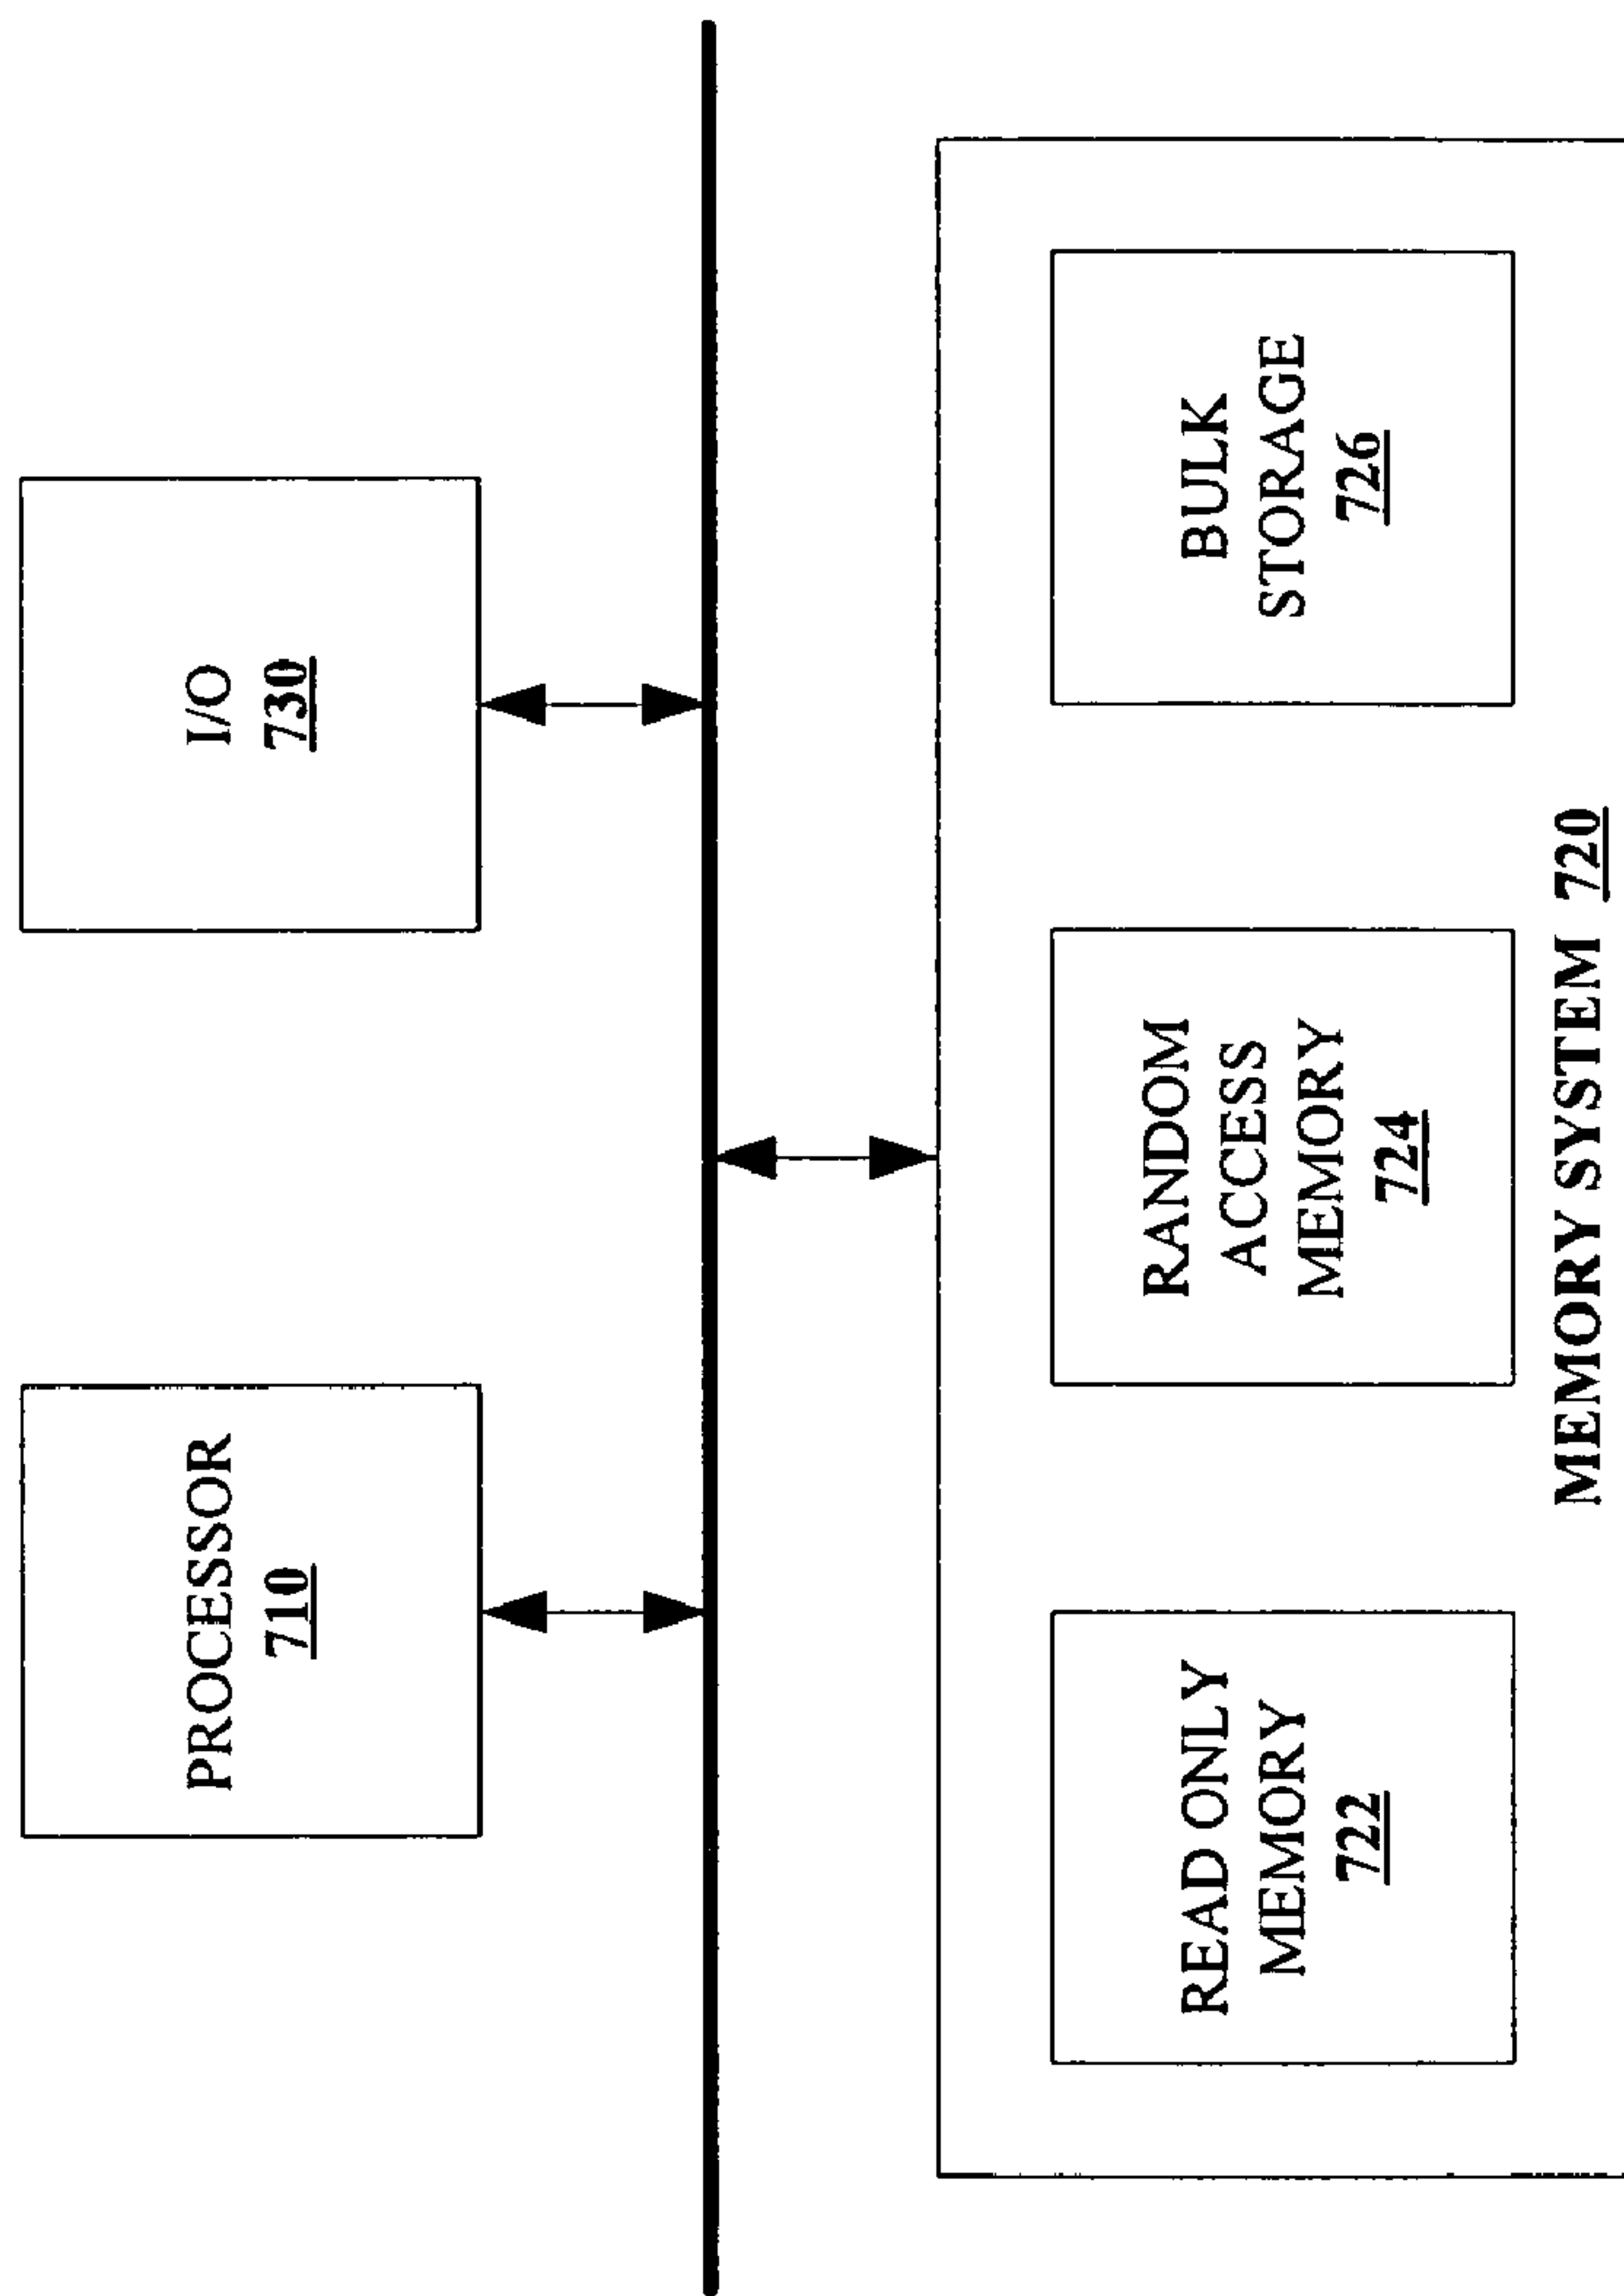 PROCESSOR
710
I/O
730
READ ONLY
MEMORY
722
RANDOM
ACCESS
MEMORY
724
BULK
STORAGE
726
MEMORY SYSTEM 720